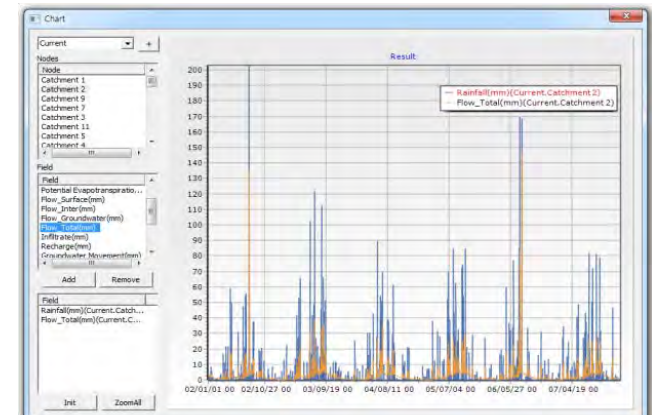 Chart
Current
+
Nodes
Node
Catchment 1
Catchment 2
Catchment 9
Catchment 7
Catchment 3
Catchment 11
Catchment 5
Catchment 4
Field
Field
Potential Evapotranspiratio...
Flow_Surface(mm)
Flow_Inter(mm)
Flow_Groundwater(mm)
Flow_Total(mm)
Infiltrate(mm)
Recharge(mm)
Groundwater Movement(mm)
Add Remove
Field
Rainfall(mm)(Current.Catch...
Flow_Total(mm)(Current.C...
Init ZoomAll
Result
Rainfall(mm)(Current.Catchment 2)
Flow_Total(mm)(Current.Catchment 2)
200
190
180
170
160
150
140
130
120
110
100
90
80
70
60
50
40
30
20
10
0
02/01/01 00 02/10/27 00 03/09/19 00 04/08/11 00 05/07/04 00 06/05/27 00 07/04/19 00